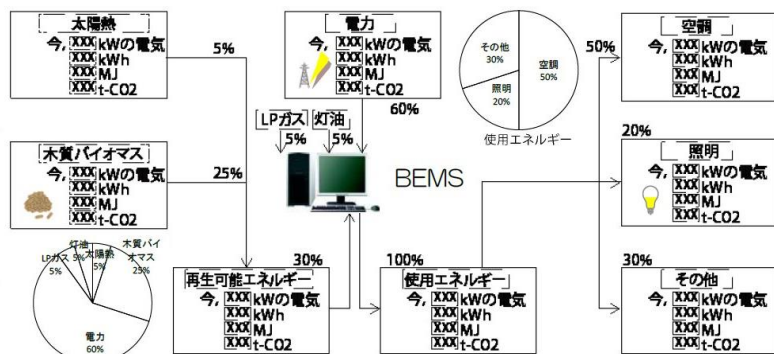 太陽熱
今, XXX kWの電気
XXX kWh
XXX MJ
XXX t-CO2
5%
電力
今, XXX kWの電気
XXX kWh
XXX MJ
XXX t-CO2
60%
LPガス
5%
灯油
5%
その他
30%
空調
50%
照明
20%
使用エネルギー
50%
空調
今, XXX kWの電気
XXX kWh
XXX MJ
XXX t-CO2
木質バイオマス
今, XXX kWの電気
XXX kWh
XXX MJ
XXX t-CO2
25%
BEMS
20%
照明
今, XXX kWの電気
XXX kWh
XXX MJ
XXX t-CO2
LPガス
5%
灯油
5%
太陽熱
5%
木質バイ
オマス
25%
電力
60%
30%
再生可能エネルギー
今, XXX kWの電気
XXX kWh
XXX MJ
XXX t-CO2
100%
使用エネルギー
今, XXX kWの電気
XXX kWh
XXX MJ
XXX t-CO2
30%
その他
今, XXX kWの電気
XXX kWh
XXX MJ
XXX t-CO2